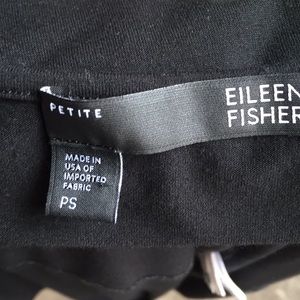 PETITE
EILEEN
FISHER
MADE IN
USA OF
IMPORTED
FABRIC
PS